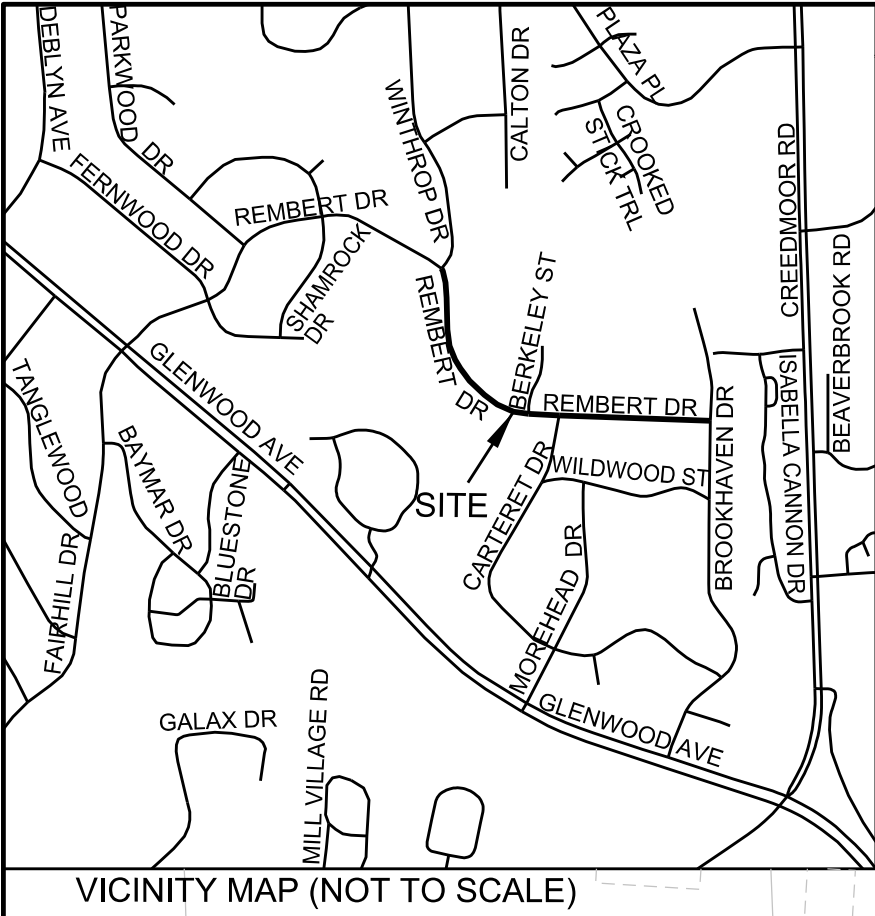 DEBLYN AVE
PARKWOOD DR
PLAZA PL
WINTHROP DR
CALTON DR
CROOKED
STICK TRL
CREEDMOOR RD
FERNWOOD DR
REMBERT DR
SHAMROCK
DR
BEAVERBROOK RD
REMBERT DR
BERKELEY ST
GLENWOOD AVE
REMBERT DR
ISABELLA CANNON DR
TANGLEWOOD
BAYMAR DR
BLUESTONE
DR
SITE
CARTERET DR
WILDWOOD ST
BROOKHAVEN DR
MOREHEAD DR
FAIRHILL DR
GALAX DR
MILL VILLAGE RD
GLENWOOD AVE
VICINITY MAP (NOT TO SCALE)